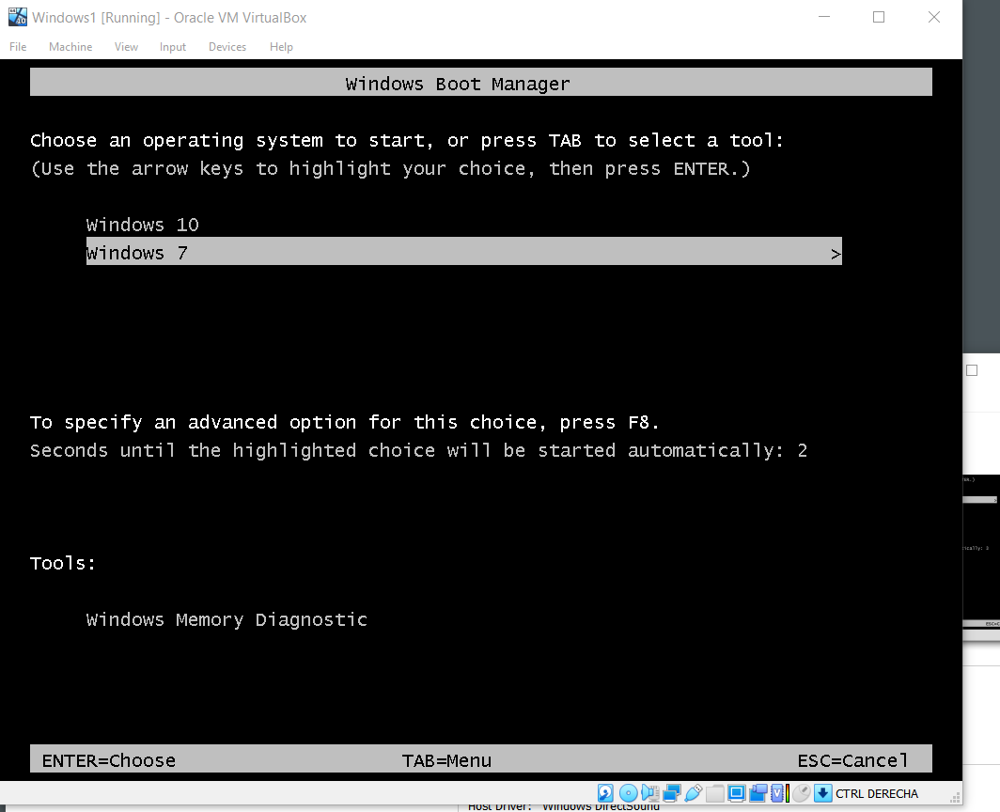 Windows1 [Running] - Oracle VM VirtualBox
File Machine View Input Devices Help
Windows Boot Manager
Choose an operating system to start, or press TAB to select a tool:
(Use the arrow keys to highlight your choice, then press ENTER.)
Windows 10
Windows 7 >
To specify an advanced option for this choice, press F8.
Seconds until the highlighted choice will be started automatically: 2
Tools:
Windows Memory Diagnostic
ENTER=Choose TAB=Menu ESC=Cancel
CTRL DERECHA
Host Driver: Windows DirectSound